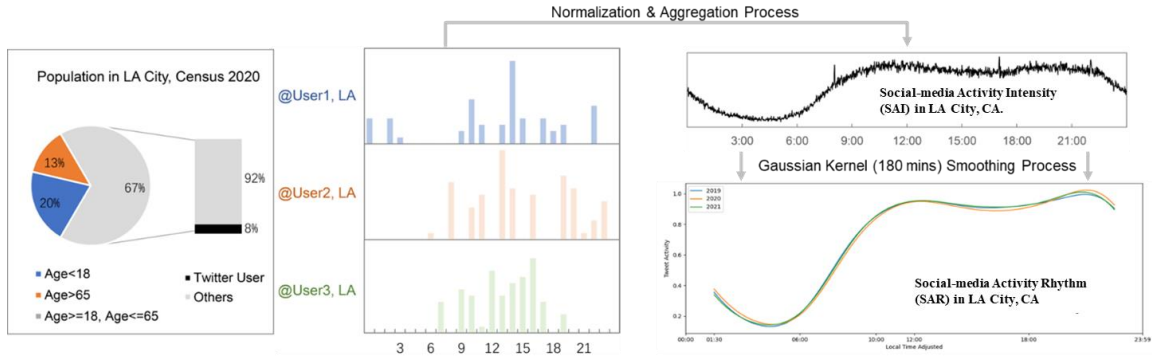 Normalization & Aggregation Process
Population in LA City, Census 2020
13%
20%
67%
92%
8%
Age<18
Age>65
Age>=18, Age<=65
Twitter User
Others
@User1, LA
@User2, LA
@User3, LA
3 6 9 12 15 18 21
Social-media Activity Intensity
(SAI) in LA City, CA.
3:00 6:00 9:00 12:00 15:00 18:00 21:00
Gaussian Kernel (180 mins) Smoothing Process
2019
2020
2021
1.0
0.8
0.6
0.4
0.2
Tweet Activity
Social-media Activity Rhythm
(SAR) in LA City, CA
00:00 01:30 06:00 10:00 12:00 18:00 23:59
Local Time Adjusted